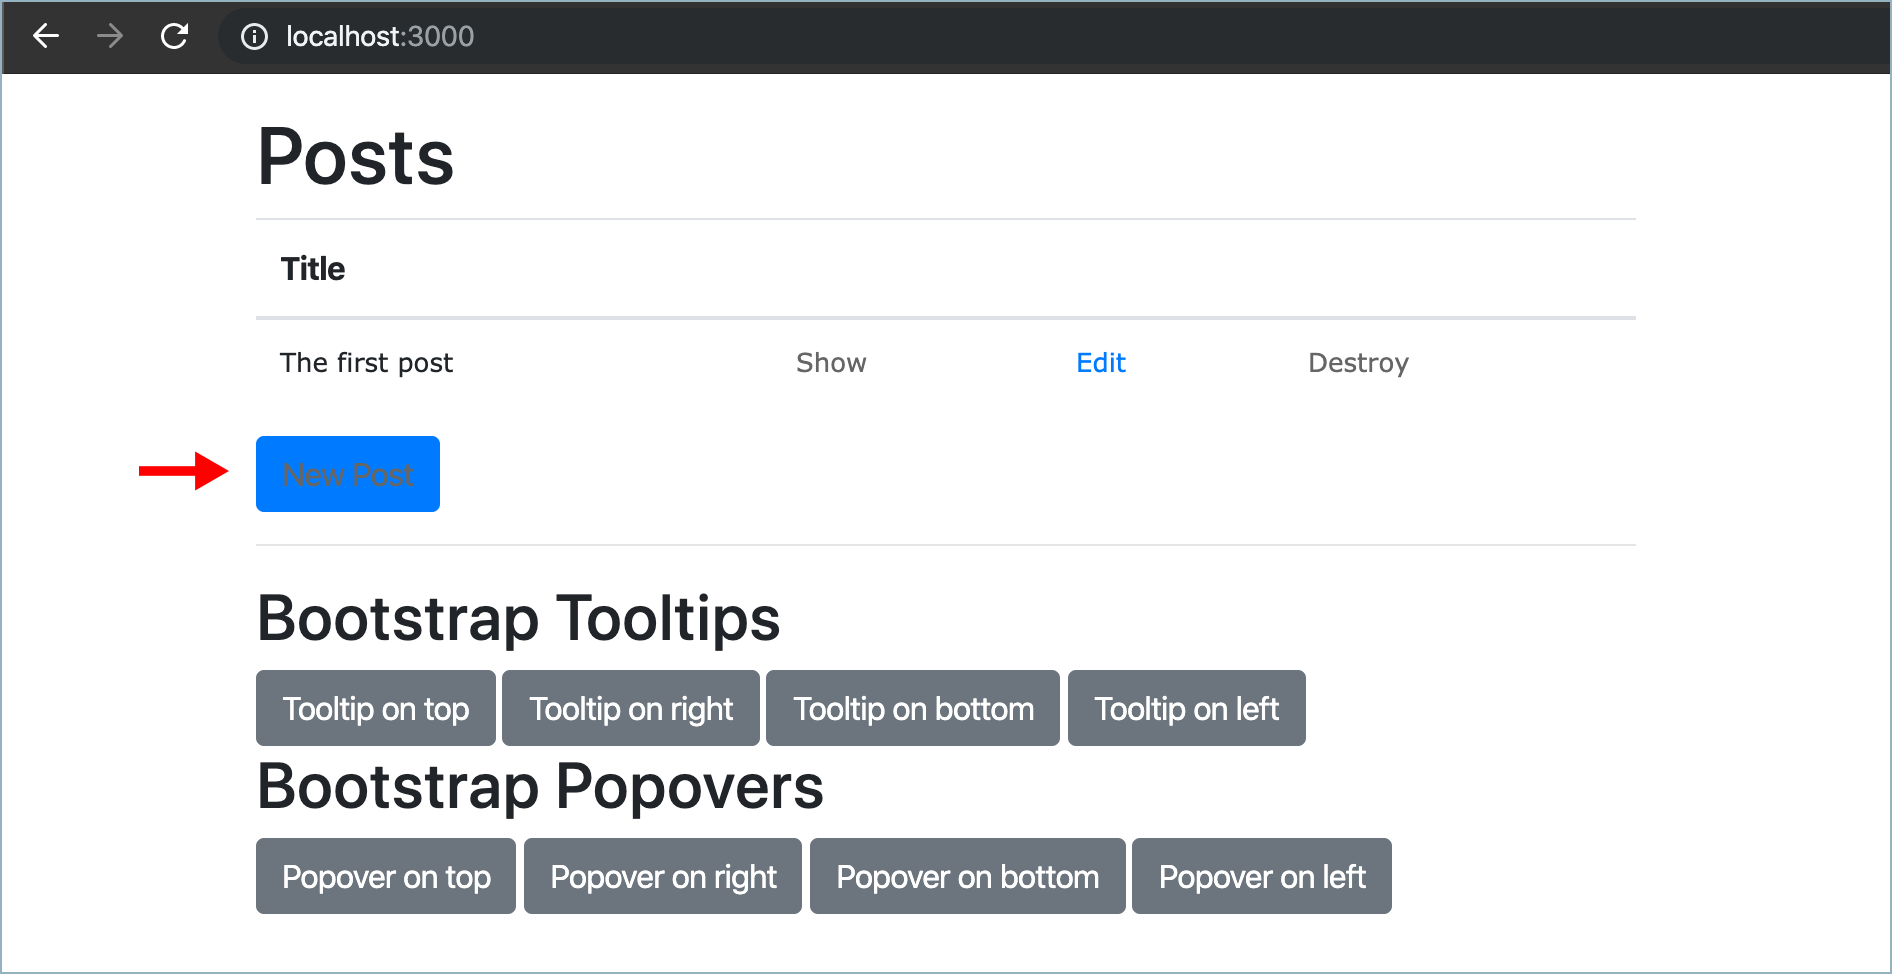 localhost:3000
Posts
Title
The first post Show Edit Destroy
New Post
Bootstrap Tooltips
Tooltip on top Tooltip on right Tooltip on bottom Tooltip on left
Bootstrap Popovers
Popover on top Popover on right Popover on bottom Popover on left